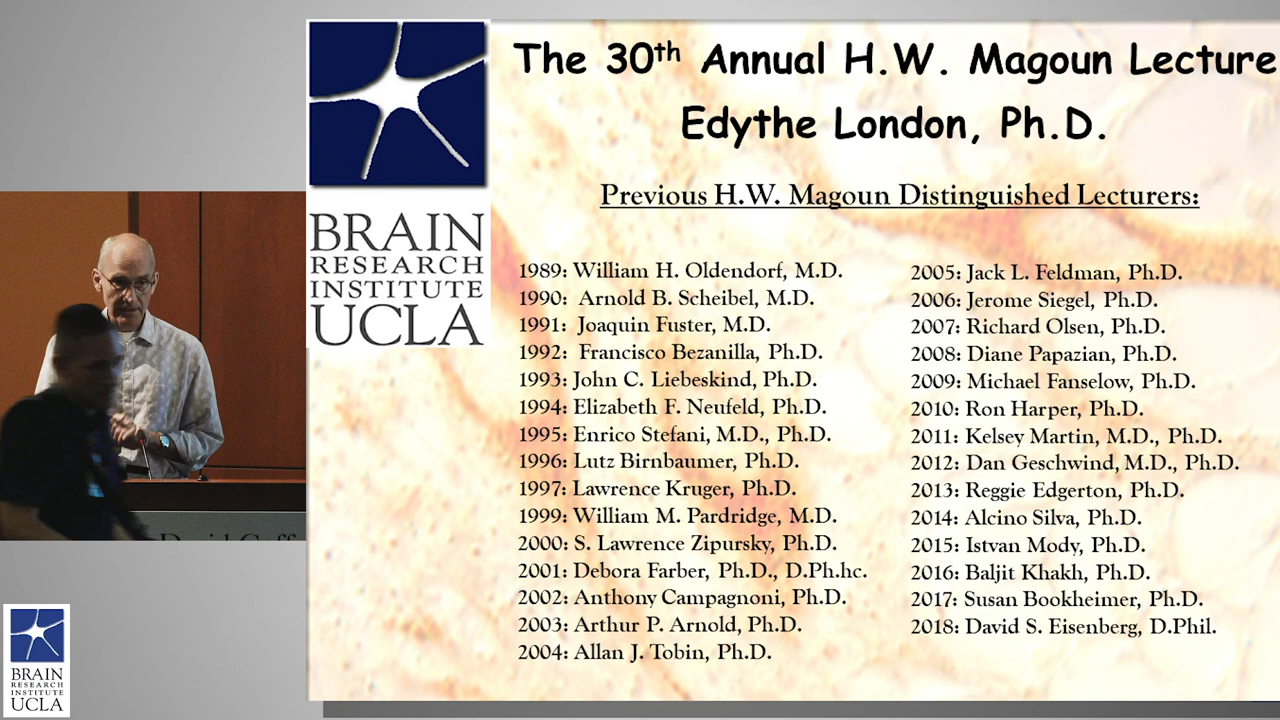 The 30th Annual H.W. Magoun Lecture
Edythe London, Ph.D.
Previous H.W. Magoun Distinguished Lecturers:
1989: William H. Oldendorf, M.D.
1990: Arnold B. Scheibel, M.D.
1991: Joaquin Fuster, M.D.
1992: Francisco Bezanilla, Ph.D.
1993: John C. Liebeskind, Ph.D.
1994: Elizabeth F. Neufeld, Ph.D.
1995: Enrico Stefani, M.D., Ph.D.
1996: Lutz Birnbaumer, Ph.D.
1997: Lawrence Kruger, Ph.D.
1999: William M. Pardridge, M.D.
2000: S. Lawrence Zipursky, Ph.D.
2001: Debora Farber, Ph.D., D.Ph.hc.
2002: Anthony Campagnoni, Ph.D.
2003: Arthur P. Arnold, Ph.D.
2004: Allan J. Tobin, Ph.D.
2005: Jack L. Feldman, Ph.D.
2006: Jerome Siegel, Ph.D.
2007: Richard Olsen, Ph.D.
2008: Diane Papazian, Ph.D.
2009: Michael Fanselow, Ph.D.
2010: Ron Harper, Ph.D.
2011: Kelsey Martin, M.D., Ph.D.
2012: Dan Geschwind, M.D., Ph.D.
2013: Reggie Edgerton, Ph.D.
2014: Alcino Silva, Ph.D.
2015: Istvan Mody, Ph.D.
2016: Baljit Khakh, Ph.D.
2017: Susan Bookheimer, Ph.D.
2018: David S. Eisenberg, D.Phil.
BRAIN
RESEARCH
INSTITUTE
UCLA
David Geff
BRAIN
RESEARCH
INSTITUTE
UCLA